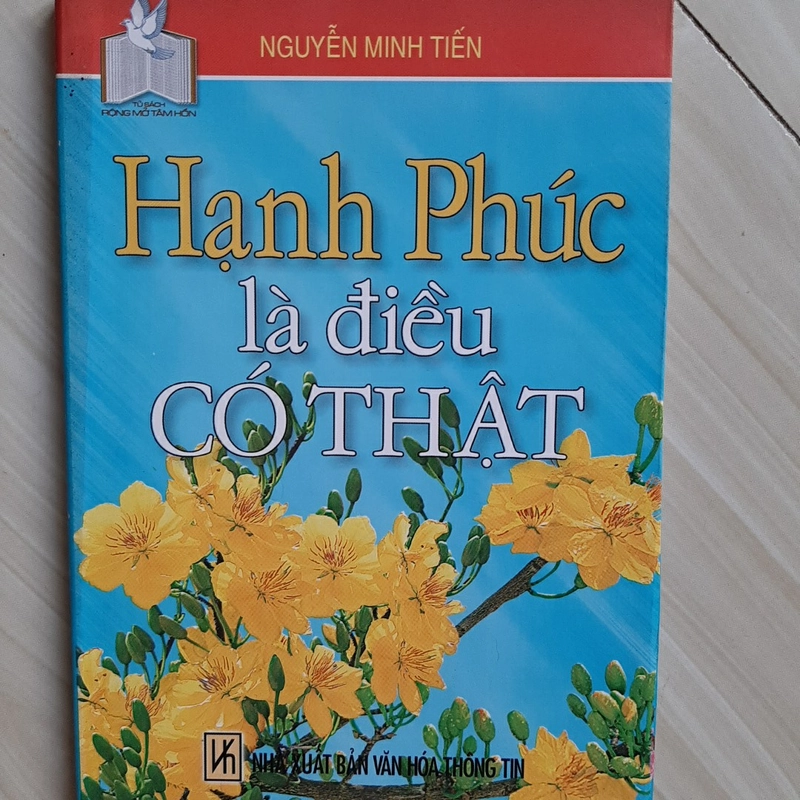 NGUYỄN MINH TIẾN
TỦ SÁCH
RỘNG MỞ TÂM HỒN
Hạnh Phúc
là điều
CÓ THẬT
NHÀ XUẤT BẢN VĂN HÓA THÔNG TIN